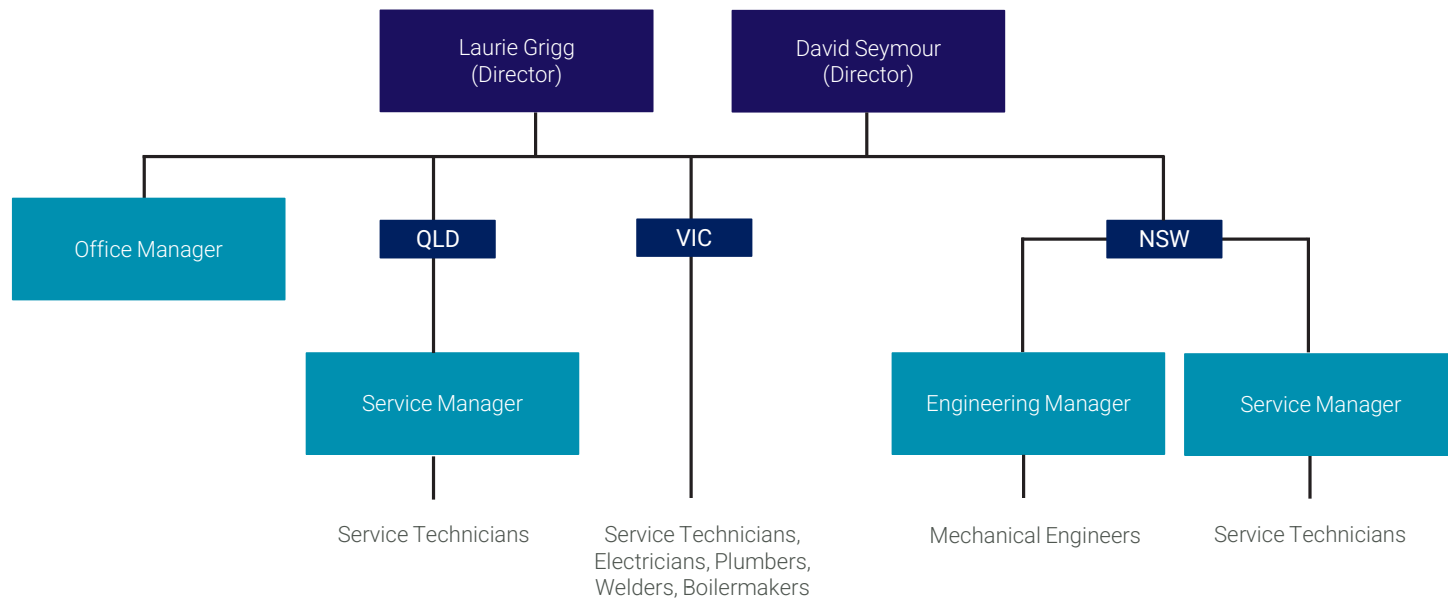 Laurie Grigg
(Director)
David Seymour
(Director)
Office Manager
QLD
VIC
NSW
Service Manager
Engineering Manager
Service Manager
Service Technicians
Service Technicians,
Electricians, Plumbers,
Welders, Boilermakers
Mechanical Engineers
Service Technicians